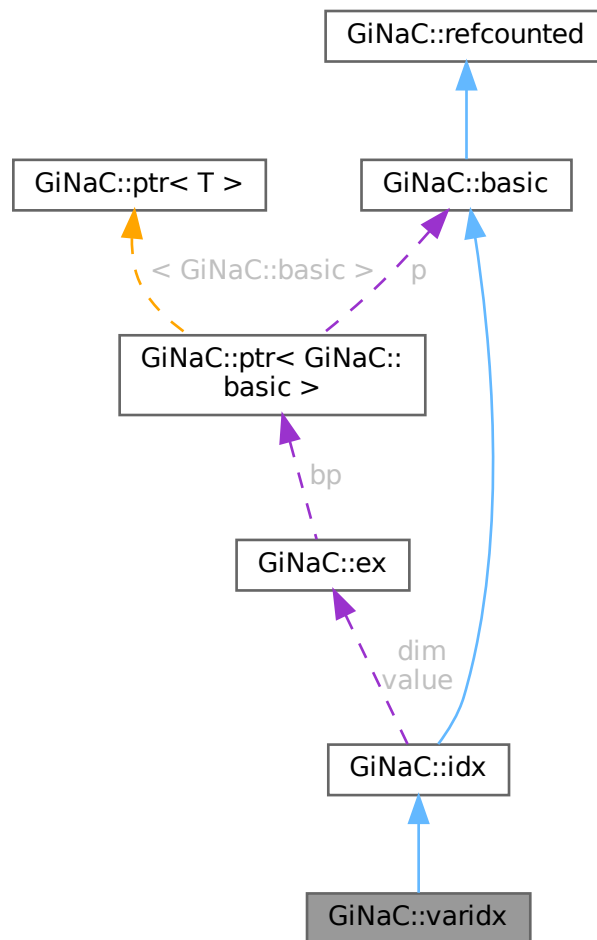 GiNaC::refcounted
GiNaC::ptr< T >
GiNaC::basic
< GiNaC::basic >
p
GiNaC::ptr< GiNaC::
basic >
bp
GiNaC::ex
dim
value
GiNaC::idx
GiNaC::varidx